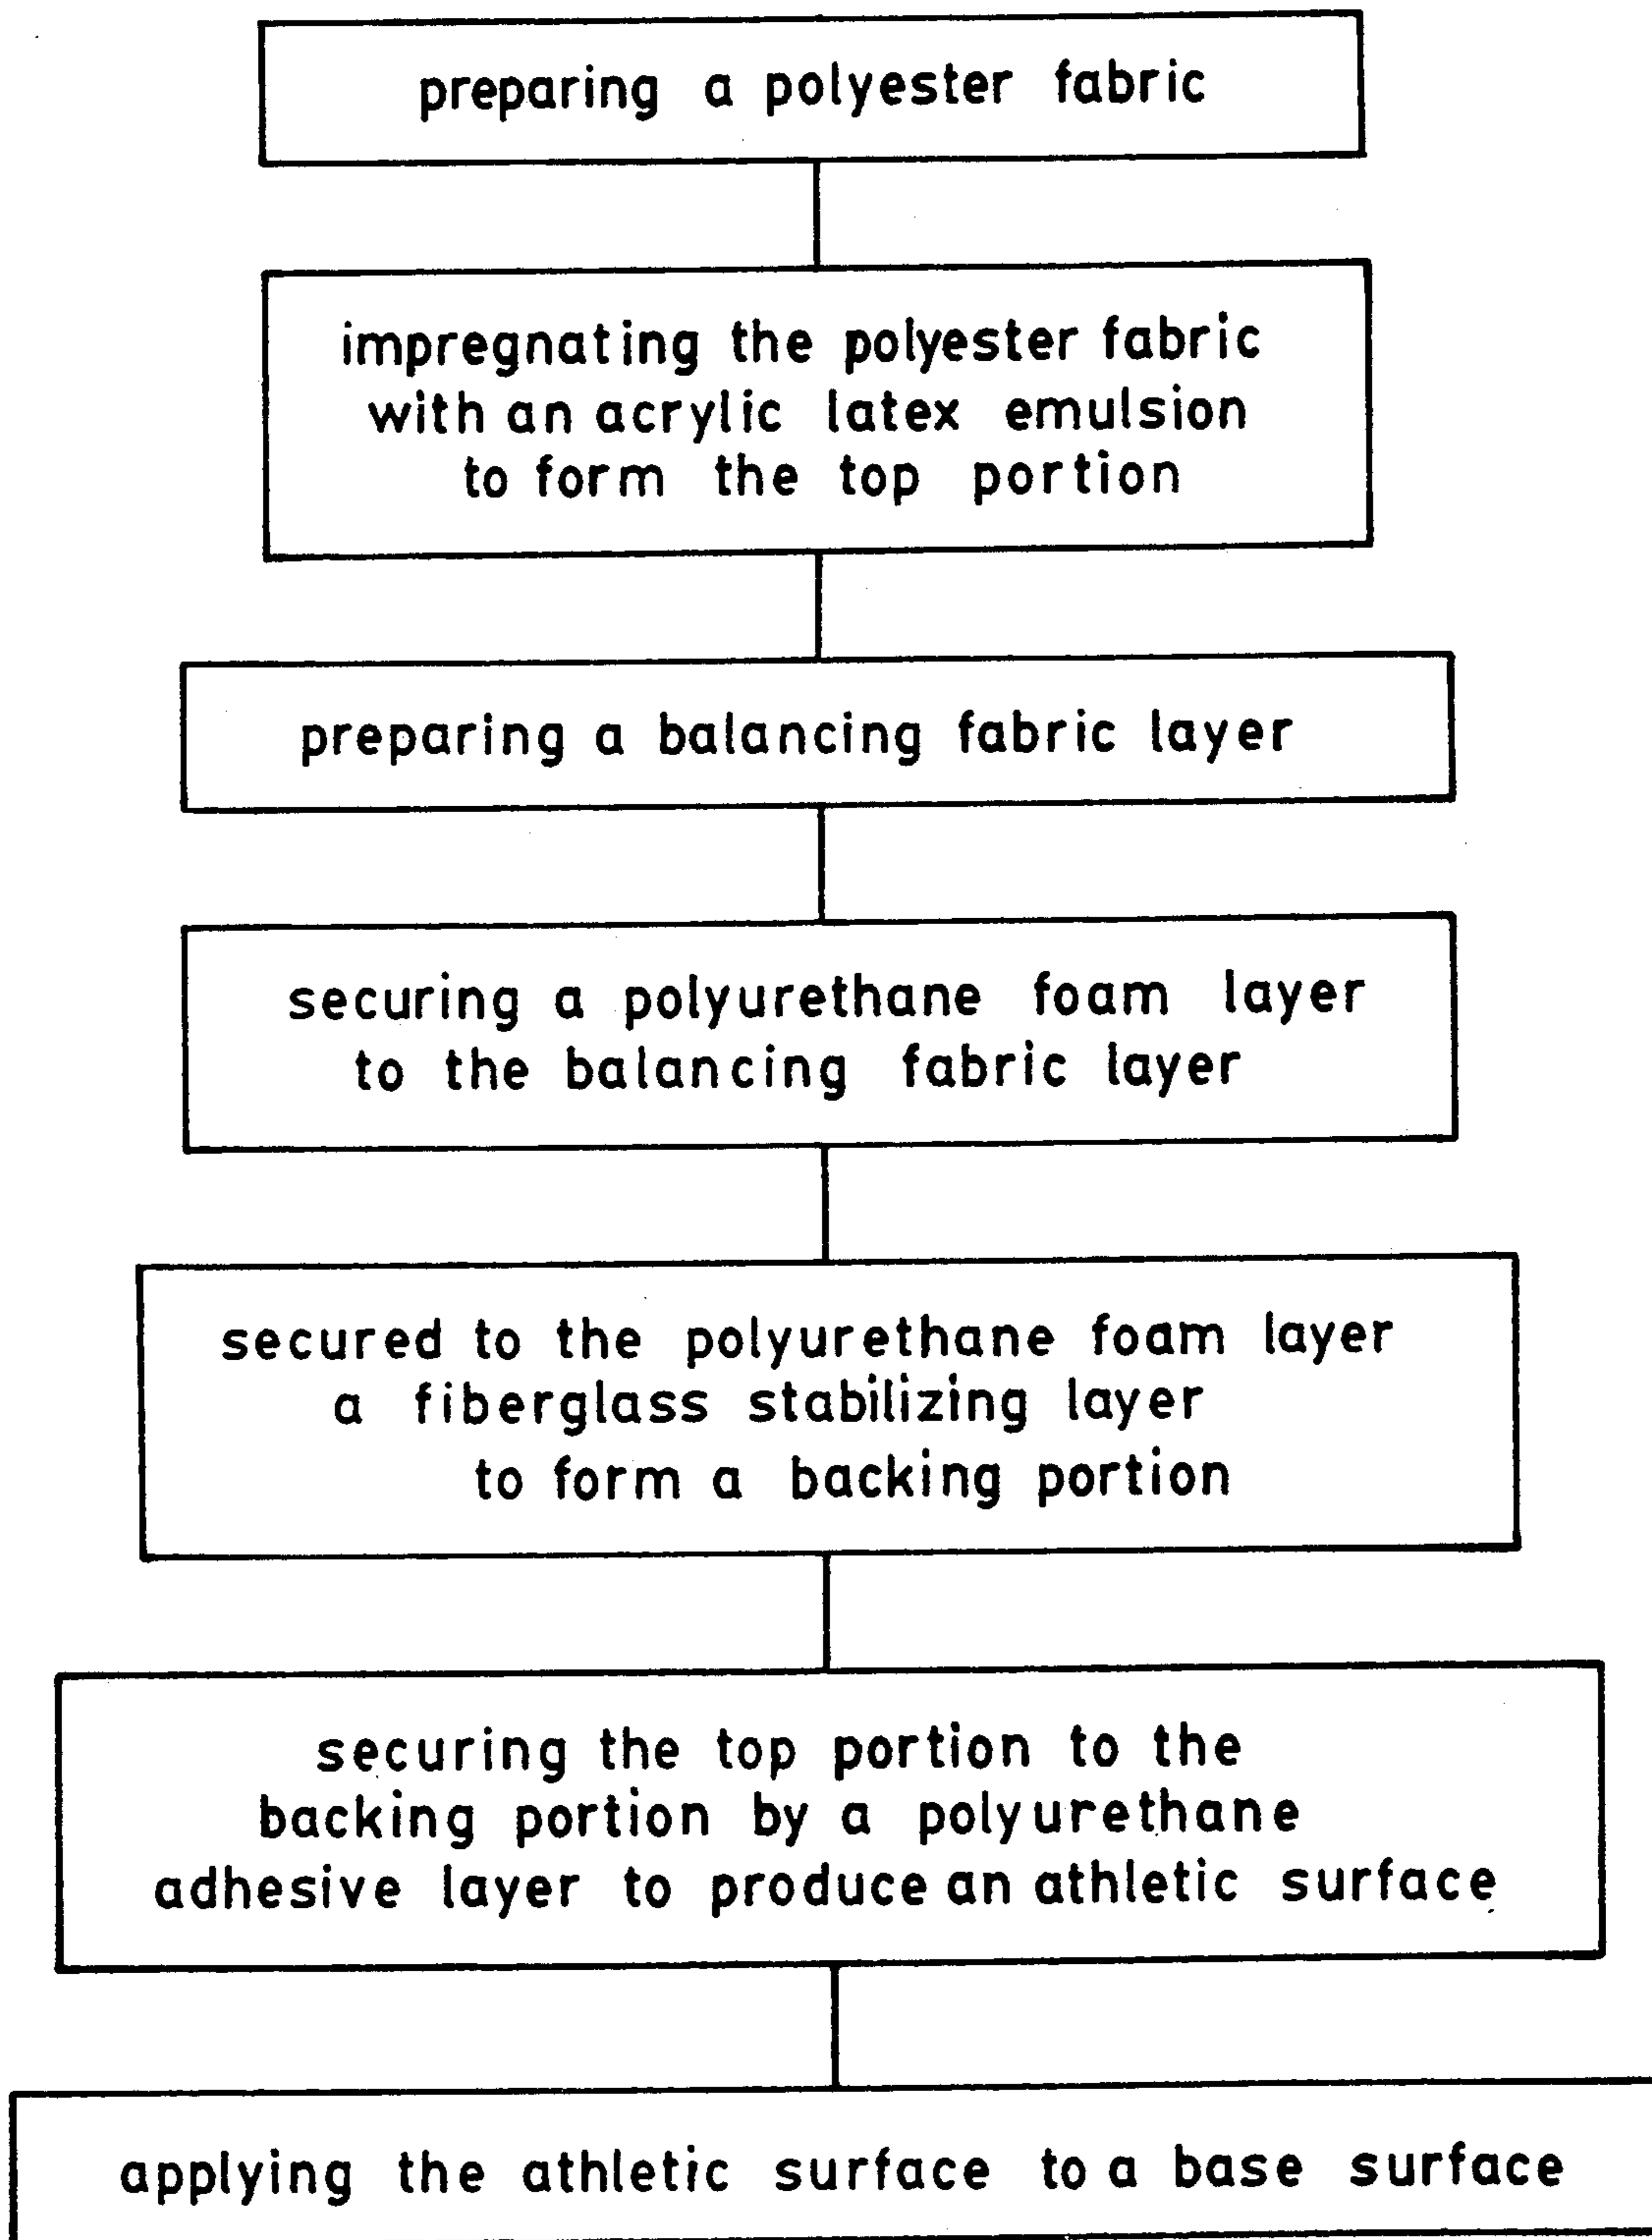 preparing a polyester fabric
impregnating the polyester fabric
with an acrylic latex emulsion
to form the top portion
preparing a balancing fabric layer
securing a polyurethane foam layer
to the balancing fabric layer
secured to the polyurethane foam layer
a fiberglass stabilizing layer
to form a backing portion
securing the top portion to the
backing portion by a polyurethane
adhesive layer to produce an athletic surface
applying the athletic surface to a base surface